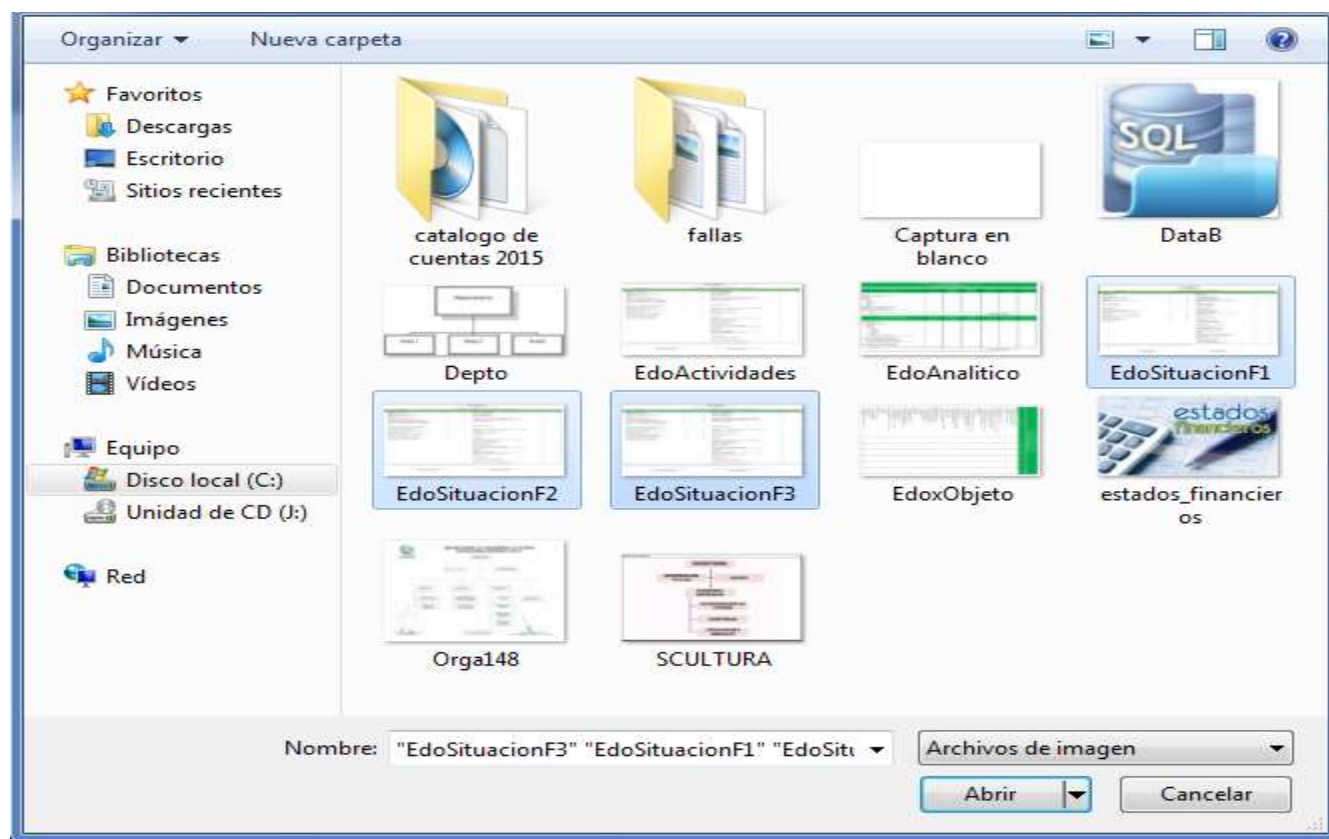 Organizar Nueva carpeta
Favoritos
Descargas
Escritorio
Sitios recientes
Bibliotecas
Documentos
Imágenes
Música
Vídeos
Equipo
Disco local (C:)
Unidad de CD (J:)
Red
SQL
catalogo de
cuentas 2015
fallas
Captura en
blanco
DataB
Depto
EdoActividades
EdoAnalitico
EdoSituacionF1
estados
financieros
EdoSituacionF2
EdoSituacionF3
EdoxObjeto
estados_financier
os
Orga148
SCULTURA
Nombre: "EdoSituacionF3" "EdoSituacionF1" "EdoSitu
Archivos de imagen
Abrir
Cancelar